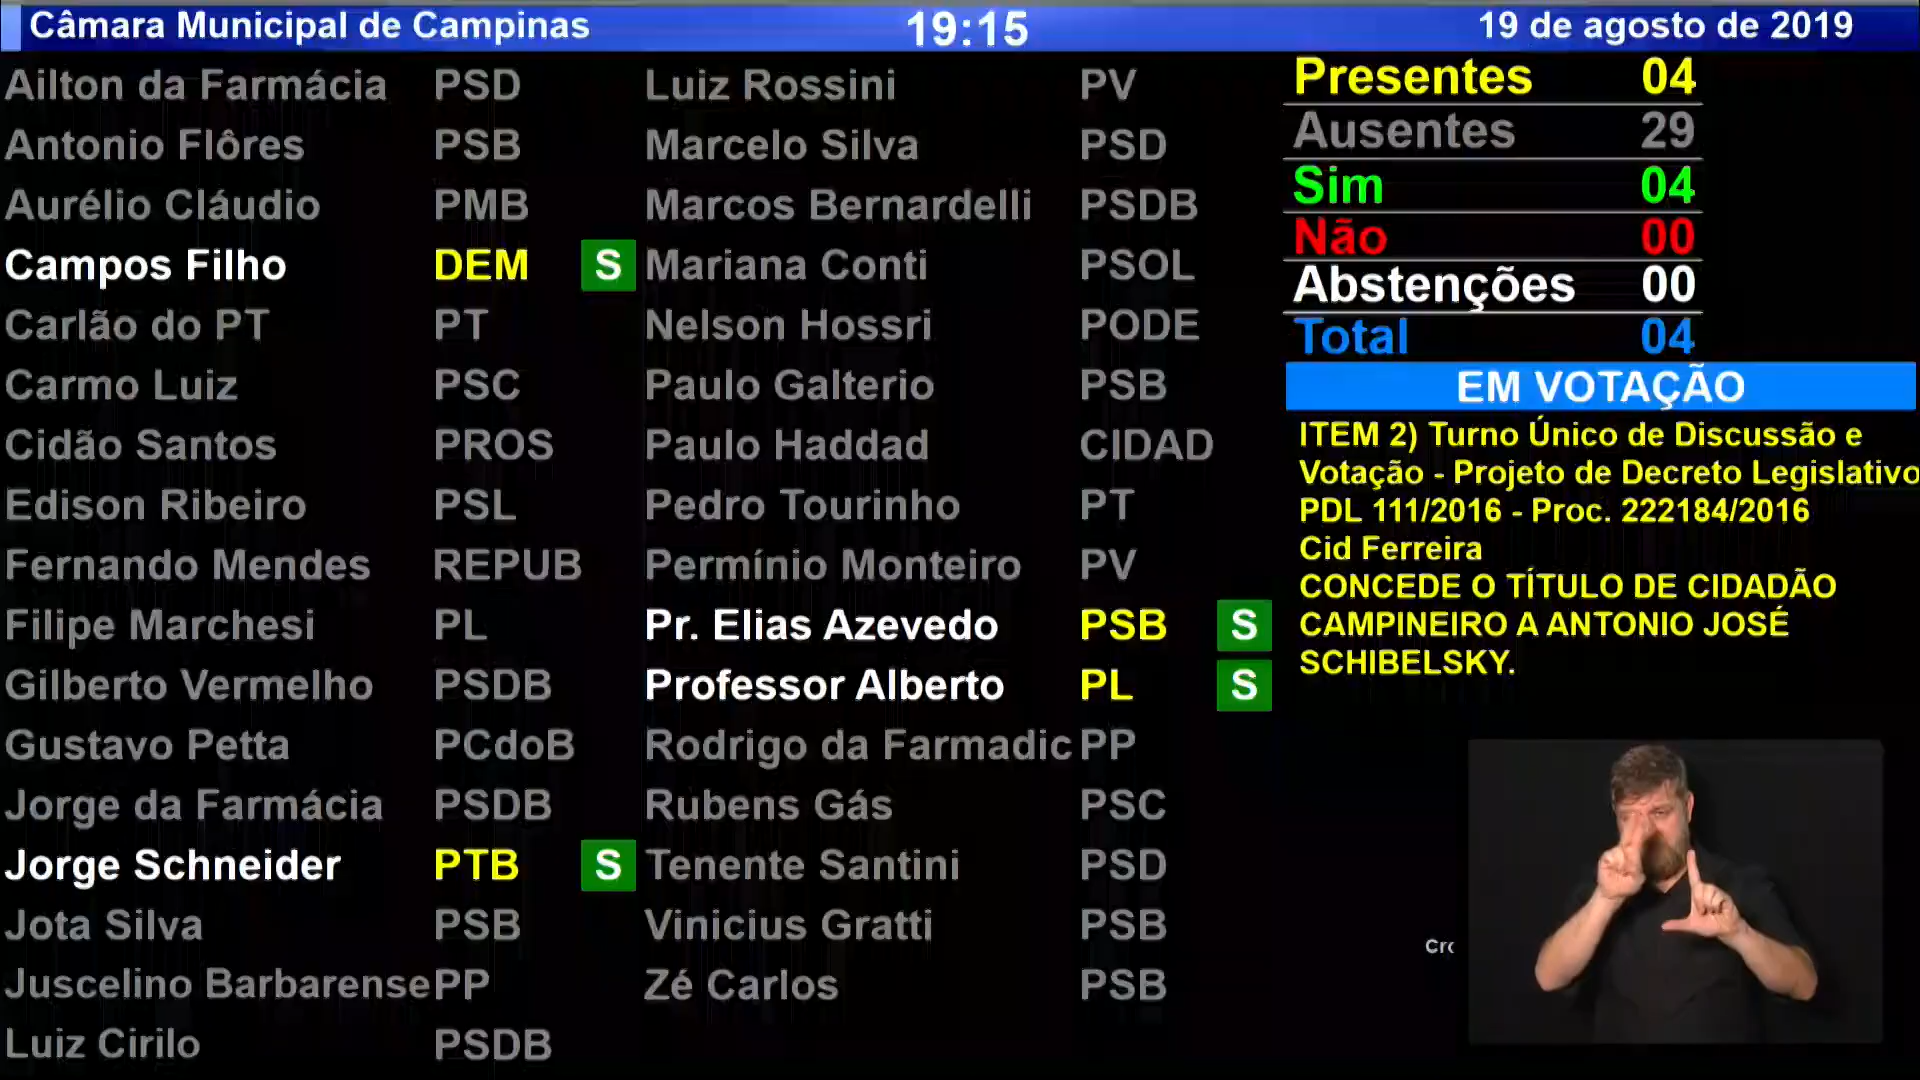 Câmara Municipal de Campinas 19:15 19 de agosto de 2019
Ailton da Farmácia PSD
Antonio Flôres PSB
Aurélio Cláudio PMB
Campos Filho DEM S
Carlão do PT PT
Carmo Luiz PSC
Cidão Santos PROS
Edison Ribeiro PSL
Fernando Mendes REPUB
Filipe Marchesi PL
Gilberto Vermelho PSDB
Gustavo Petta PCdoB
Jorge da Farmácia PSDB
Jorge Schneider PTB S
Jota Silva PSB
Juscelino Barbarense PP
Luiz Cirilo PSDB
Luiz Rossini PV
Marcelo Silva PSD
Marcos Bernardelli PSDB
Mariana Conti PSOL
Nelson Hossri PODE
Paulo Galterio PSB
Paulo Haddad CIDAD
Pedro Tourinho PT
Permínio Monteiro PV
Pr. Elias Azevedo PSB S
Professor Alberto PL S
Rodrigo da Farmadic PP
Rubens Gás PSC
Tenente Santini PSD
Vinicius Gratti PSB
Zé Carlos PSB
Presentes 04
Ausentes 29
Sim 04
Não 00
Abstenções 00
Total 04
EM VOTAÇÃO
ITEM 2) Turno Único de Discussão e
Votação - Projeto de Decreto Legislativo
PDL 111/2016 - Proc. 222184/2016
Cid Ferreira
CONCEDE O TÍTULO DE CIDADÃO
CAMPINEIRO A ANTONIO JOSÉ
SCHIBELSKY.